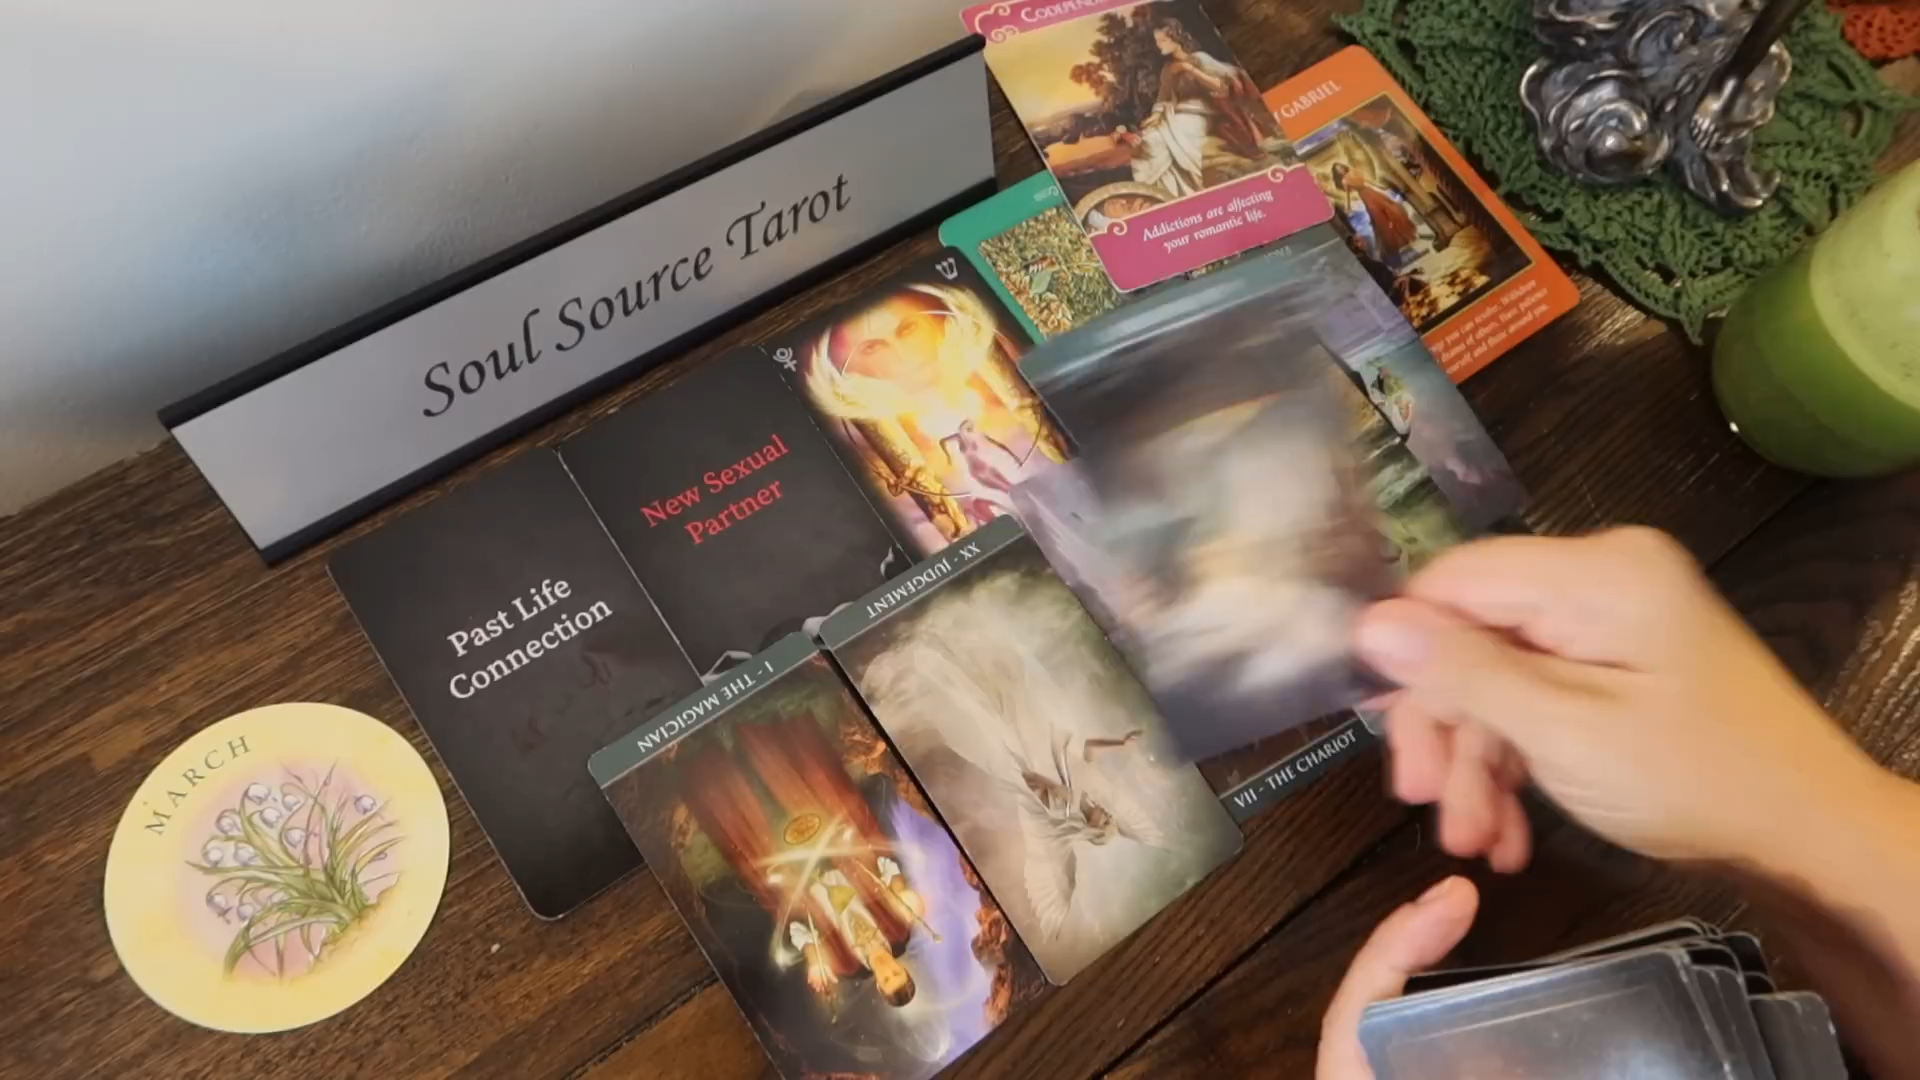 Soul Source Tarot
Addictions are affecting
your romantic life.
GABRIEL
New Sexual
Partner
Past Life
Connection
XX - JUDGEMENT
I - THE MAGICIAN
VII - THE CHARIOT
MARCH